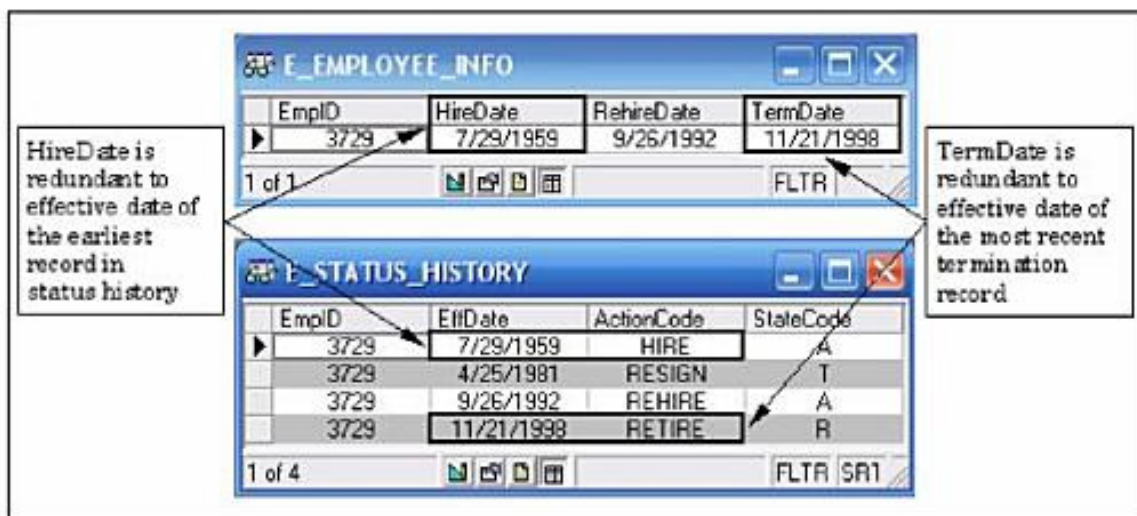 E_EMPLOYEE_INFO
EmpID HireDate RehireDate TermDate
3729 7/29/1959 9/26/1992 11/21/1998
1 of 1 FLTR
HireDate is
redundant to
effective date of
the earliest
record in
status history
TermDate is
redundant to
effective date of
the most recent
termination
record
E_STATUS_HISTORY
EmpID EffDate ActionCode StateCode
3729 7/29/1959 HIRE A
3729 4/25/1981 RESIGN T
3729 9/26/1992 REHIRE A
3729 11/21/1998 RETIRE R
1 of 4 FLTR SR1